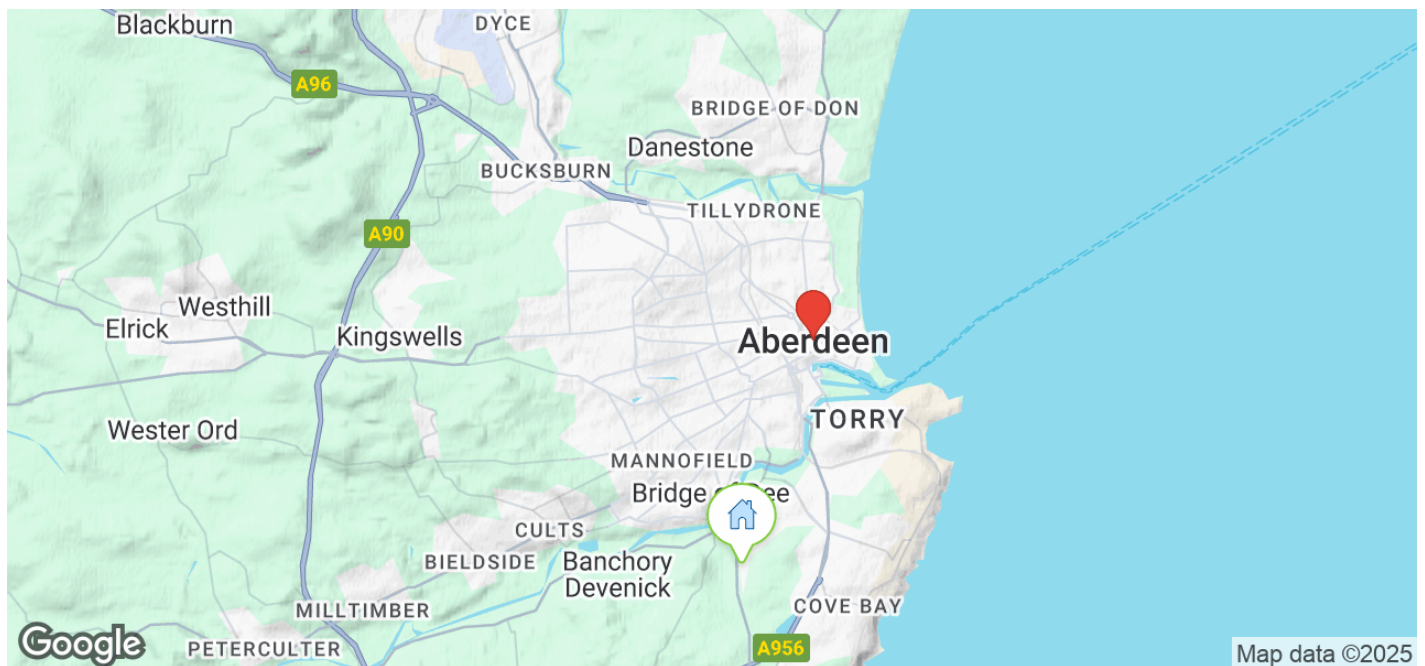 Blackburn
DYCE
A96
BRIDGE OF DON
Danestone
BUCKSBURN
TILLYDRONE
A90
Westhill
Elrick
Kingswells
Aberdeen
TORRY
Wester Ord
MANNOFIELD
Bridge of Dee
CULTS
BIELDSIDE
Banchory
Devenick
MILLTIMBER
COVE BAY
PETERCULTER
A956
Google
Map data ©2025